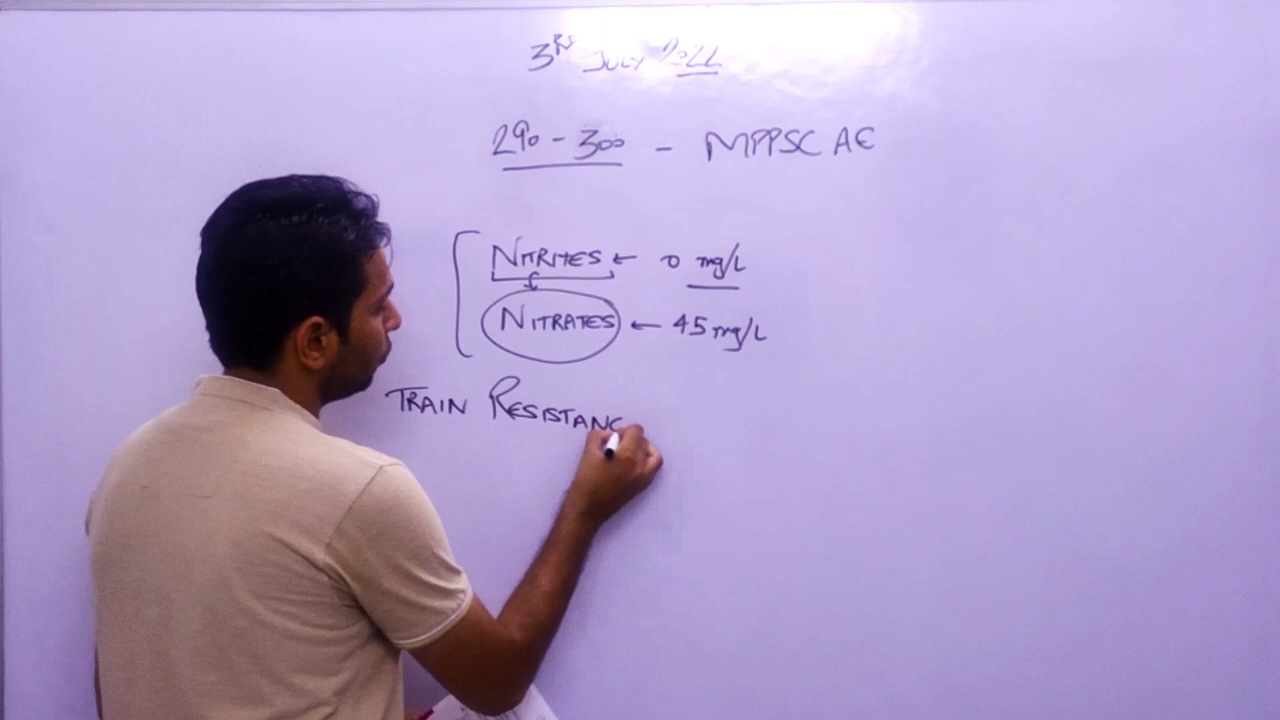 3RD JULY 2022
290 - 300 - MPPSC AE
NITRITES ← 0 mg/L
NITRATES ← 45 mg/L
TRAIN RESISTANC